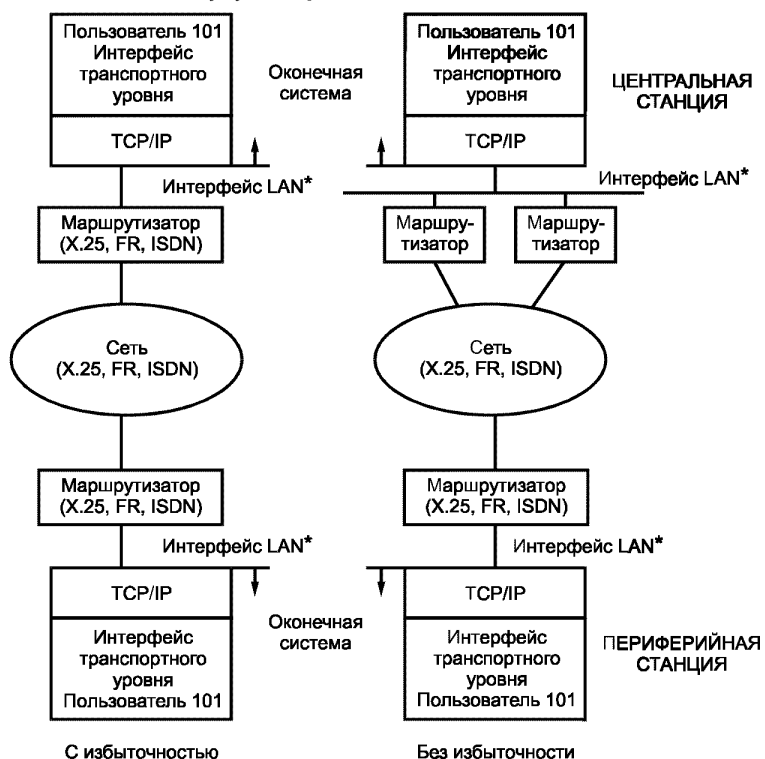 Пользователь 101
Интерфейс
транспортного
уровня
TCP/IP
Оконечная
система
Пользователь 101
Интерфейс
транспортного
уровня
TCP/IP
ЦЕНТРАЛЬНАЯ
СТАНЦИЯ
Интерфейс LAN*
Интерфейс LAN*
Маршрутизатор
(X.25, FR, ISDN)
Маршру-
тизатор
Маршру-
тизатор
Сеть
(X.25, FR, ISDN)
Сеть
(X.25, FR, ISDN)
Маршрутизатор
(X.25, FR, ISDN)
Маршрутизатор
(X.25, FR, ISDN)
Интерфейс LAN*
Интерфейс LAN*
TCP/IP
Интерфейс
транспортного
уровня
Пользователь 101
Оконечная
система
TCP/IP
Интерфейс
транспортного
уровня
Пользователь 101
ПЕРИФЕРИЙНАЯ
СТАНЦИЯ
С избыточностью
Без избыточности